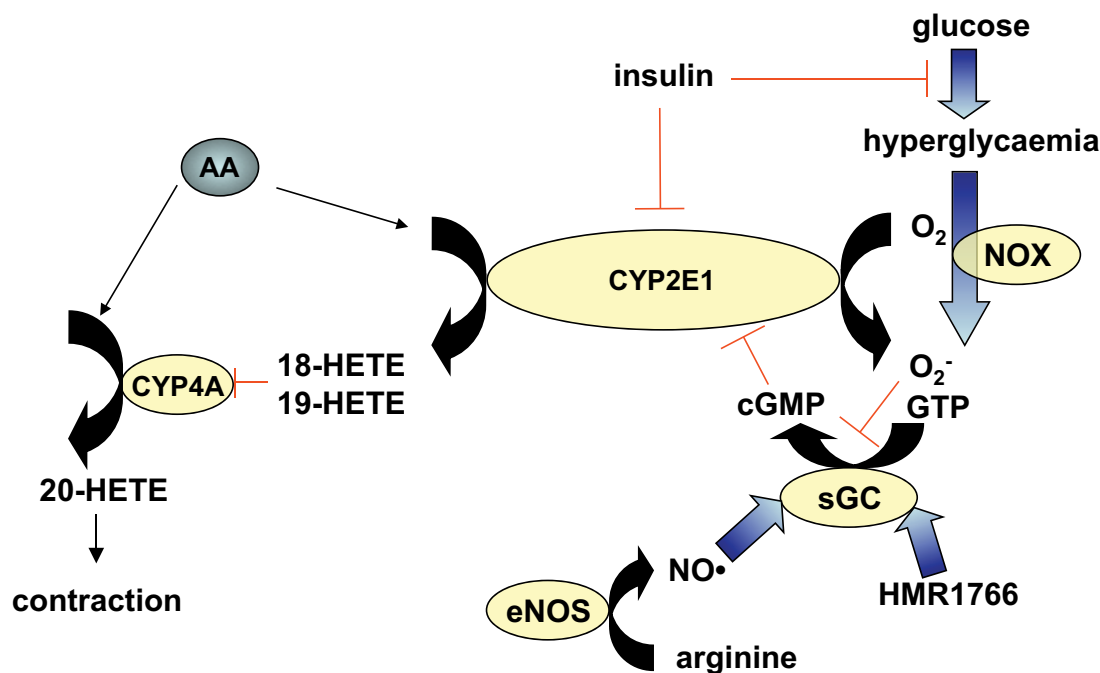 glucose
insulin
hyperglycaemia
AA
O₂
NOX
CYP2E1
18-HETE
19-HETE
CYP4A
O₂⁻
cGMP
GTP
20-HETE
sGC
NO•
HMR1766
contraction
eNOS
arginine